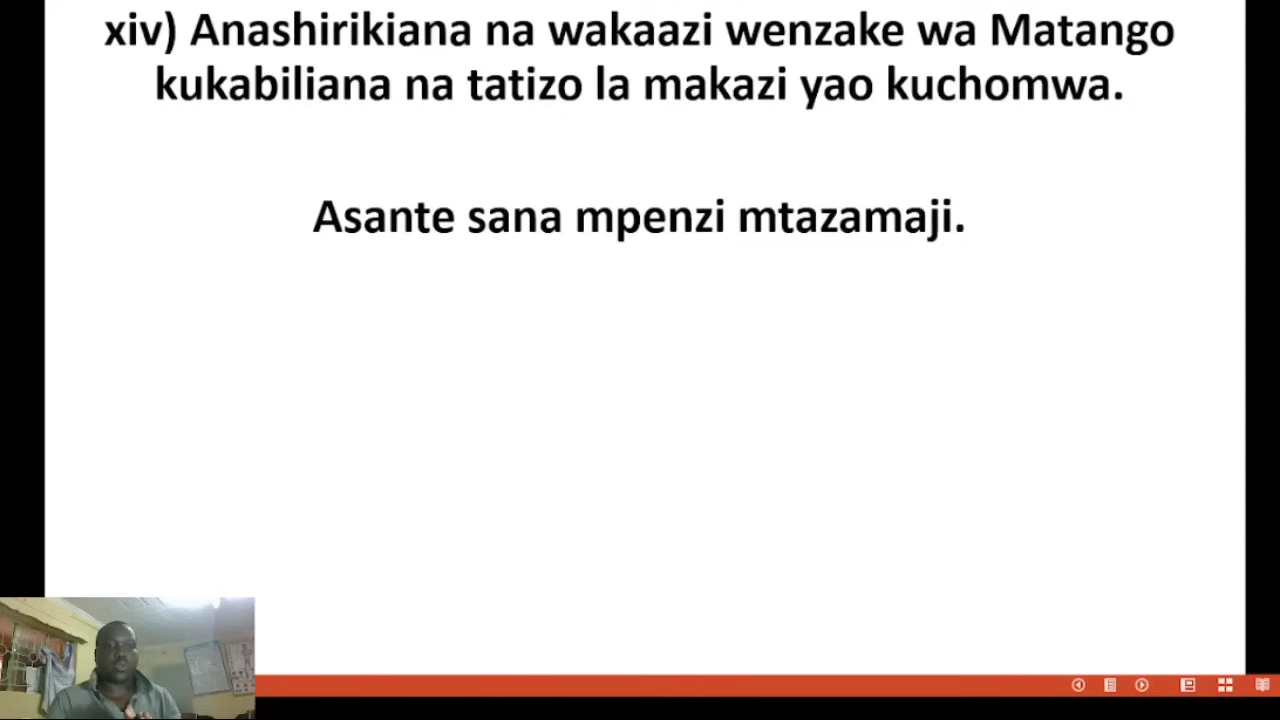 xiv) Anashirikiana na wakaazi wenzake wa Matango
kukabiliana na tatizo la makazi yao kuchomwa.
Asante sana mpenzi mtazamaji.